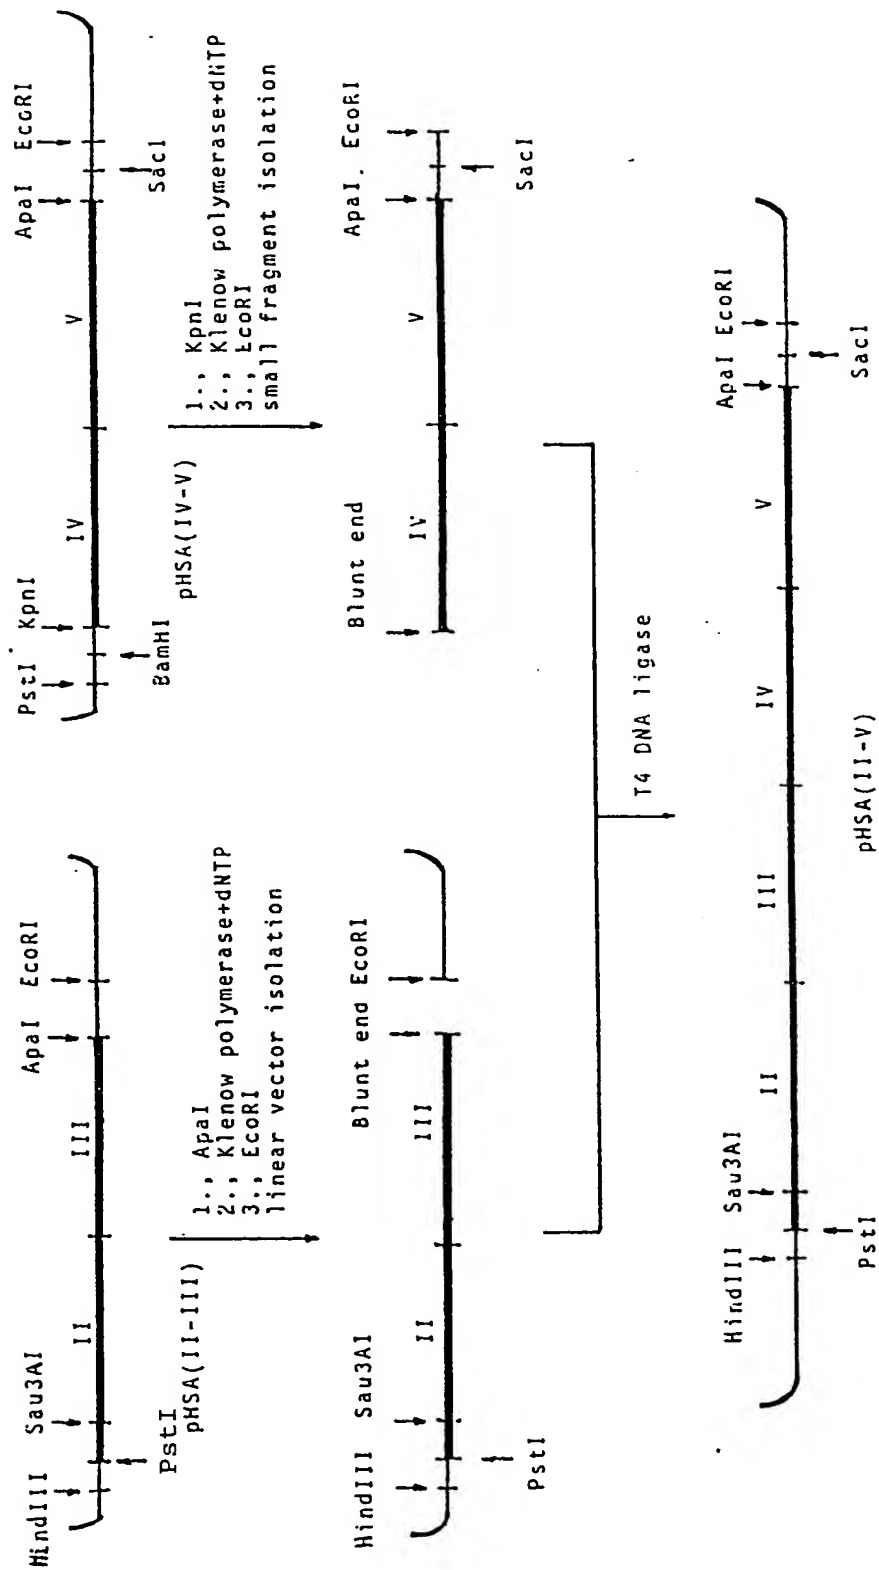 HindIII Sau3AI ApaI EcoRI
II III
PstI
pHSA(II-III)
1., ApaI
2., Klenow polymerase+dNTP
3., EcoRI
linear vector isolation
PstI KpnI ApaI EcoRI
IV V
BamHI SacI
pHSA(IV-V)
1., KpnI
2., Klenow polymerase+dNTP
3., EcoRI
small fragment isolation
HindIII Sau3AI Blunt end EcoRI
II III
PstI
Blunt end ApaI. EcoRI
IV V
SacI
T4 DNA ligase
HindIII Sau3AI ApaI EcoRI
II III IV V
PstI SacI
pHSA(II-V)